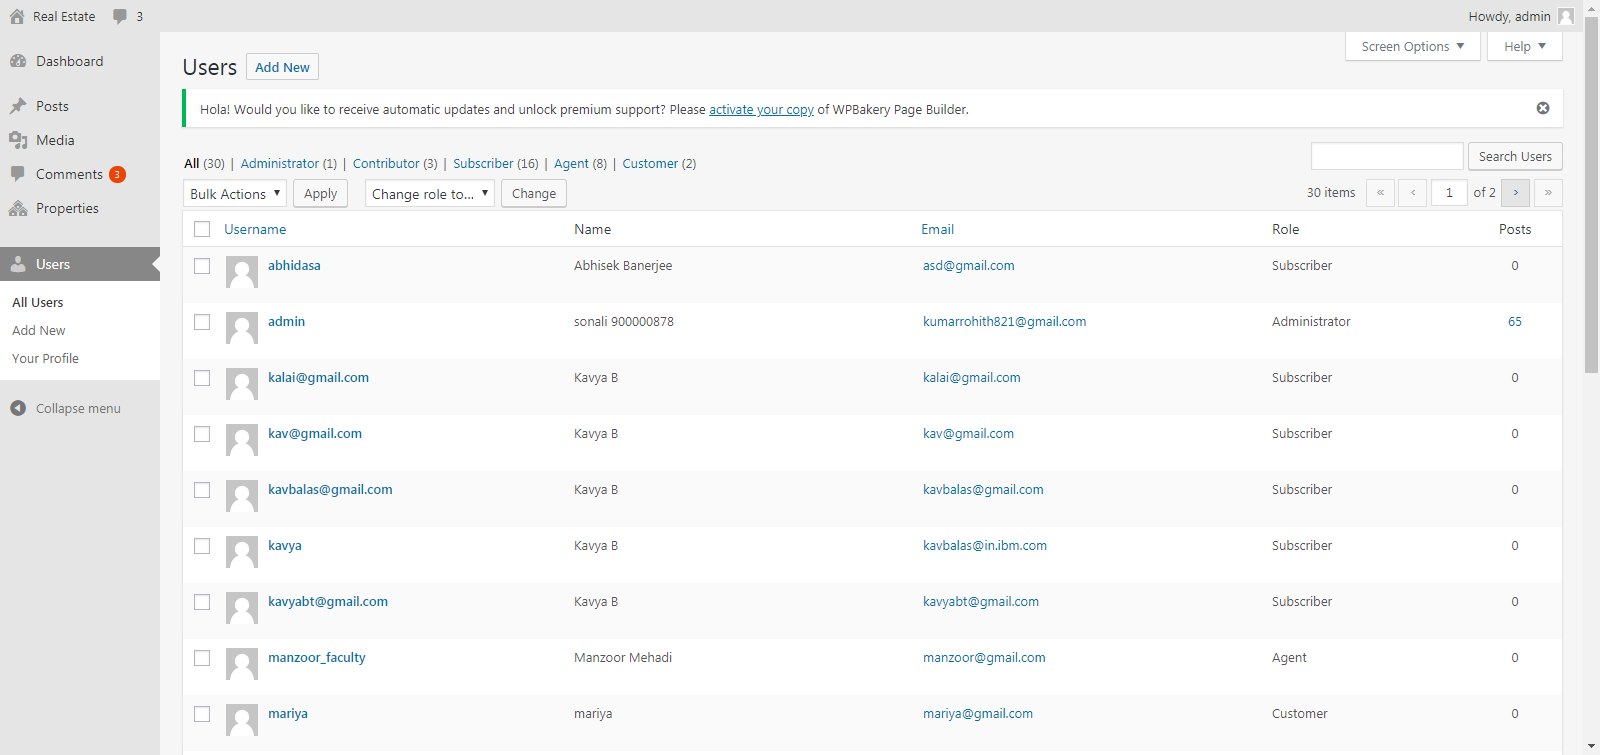 Real Estate 3 Howdy, admin
Screen Options Help
Dashboard
Posts
Media
Comments 3
Properties
Users
All Users
Add New
Your Profile
Collapse menu
Users Add New
Hola! Would you like to receive automatic updates and unlock premium support? Please activate your copy of WPBakery Page Builder.
All (30) | Administrator (1) | Contributor (3) | Subscriber (16) | Agent (8) | Customer (2)
Search Users
Bulk Actions Apply Change role to... Change 30 items « ‹ 1 of 2 › »
Username Name Email Role Posts
abhidasa Abhisek Banerjee asd@gmail.com Subscriber 0
admin sonali 900000878 kumarrohith821@gmail.com Administrator 65
kalai@gmail.com Kavya B kalai@gmail.com Subscriber 0
kav@gmail.com Kavya B kav@gmail.com Subscriber 0
kavbalas@gmail.com Kavya B kavbalas@gmail.com Subscriber 0
kavya Kavya B kavbalas@in.ibm.com Subscriber 0
kavyabt@gmail.com Kavya B kavyabt@gmail.com Subscriber 0
manzoor_faculty Manzoor Mehadi manzoor@gmail.com Agent 0
mariya mariya mariya@gmail.com Customer 0